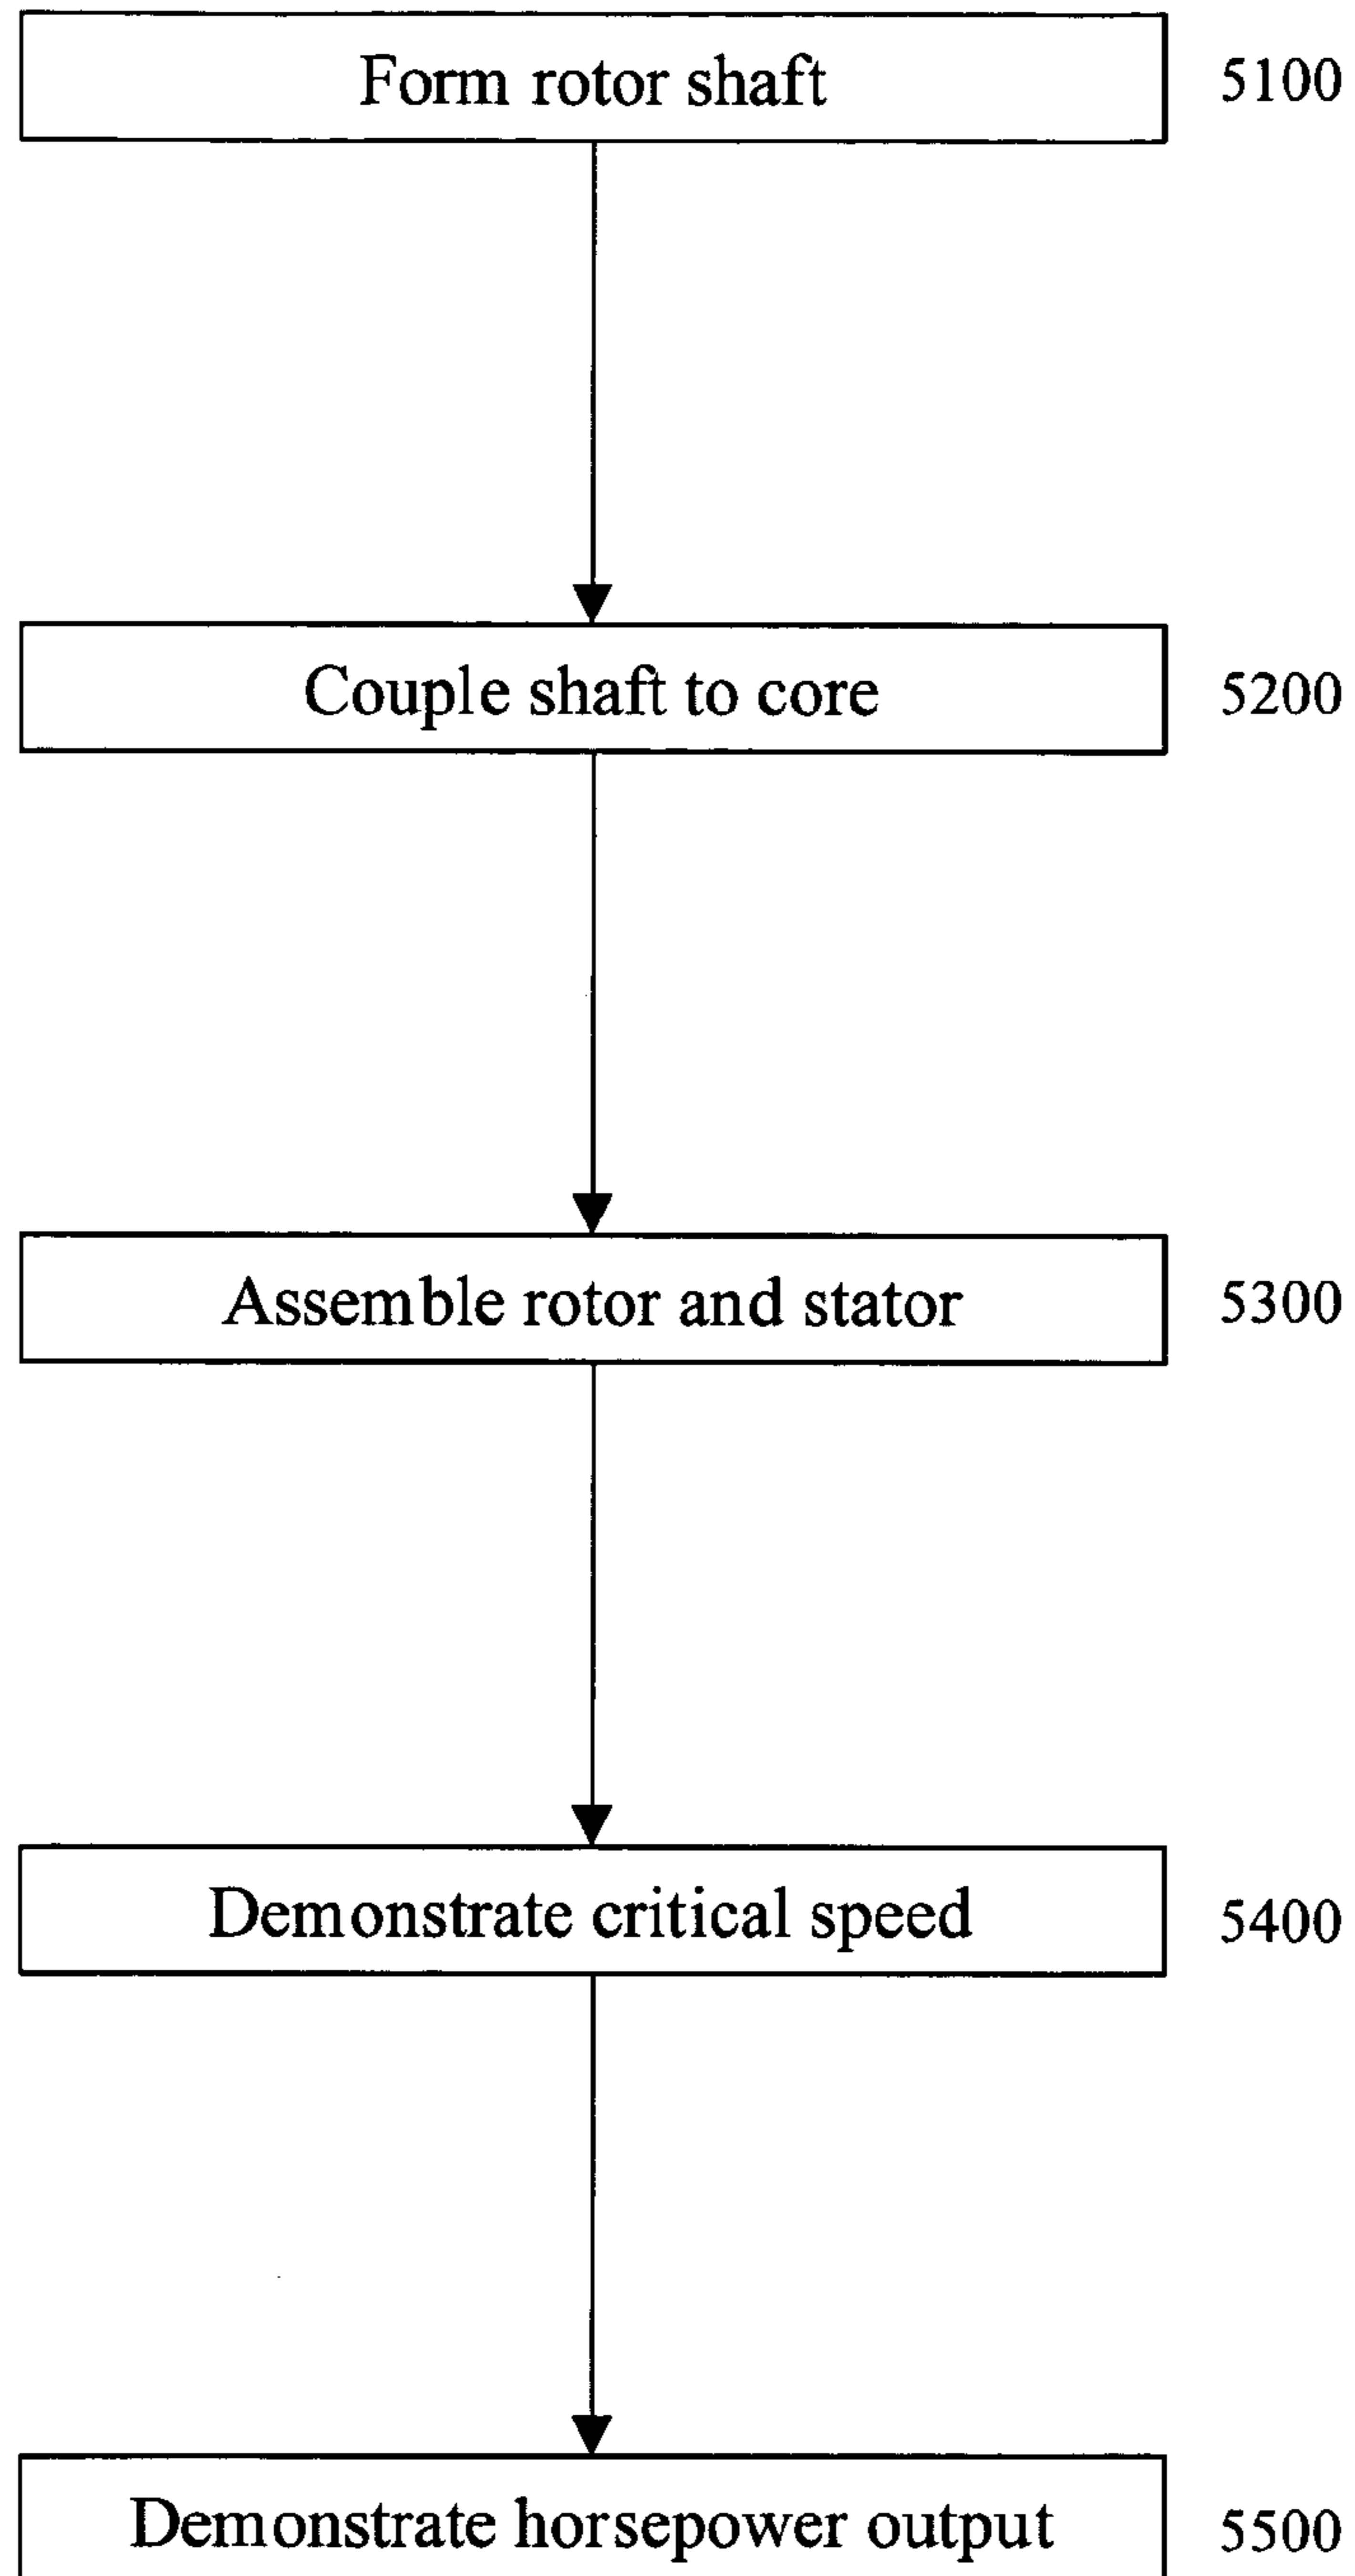 Form rotor shaft 5100
Couple shaft to core 5200
Assemble rotor and stator 5300
Demonstrate critical speed 5400
Demonstrate horsepower output 5500